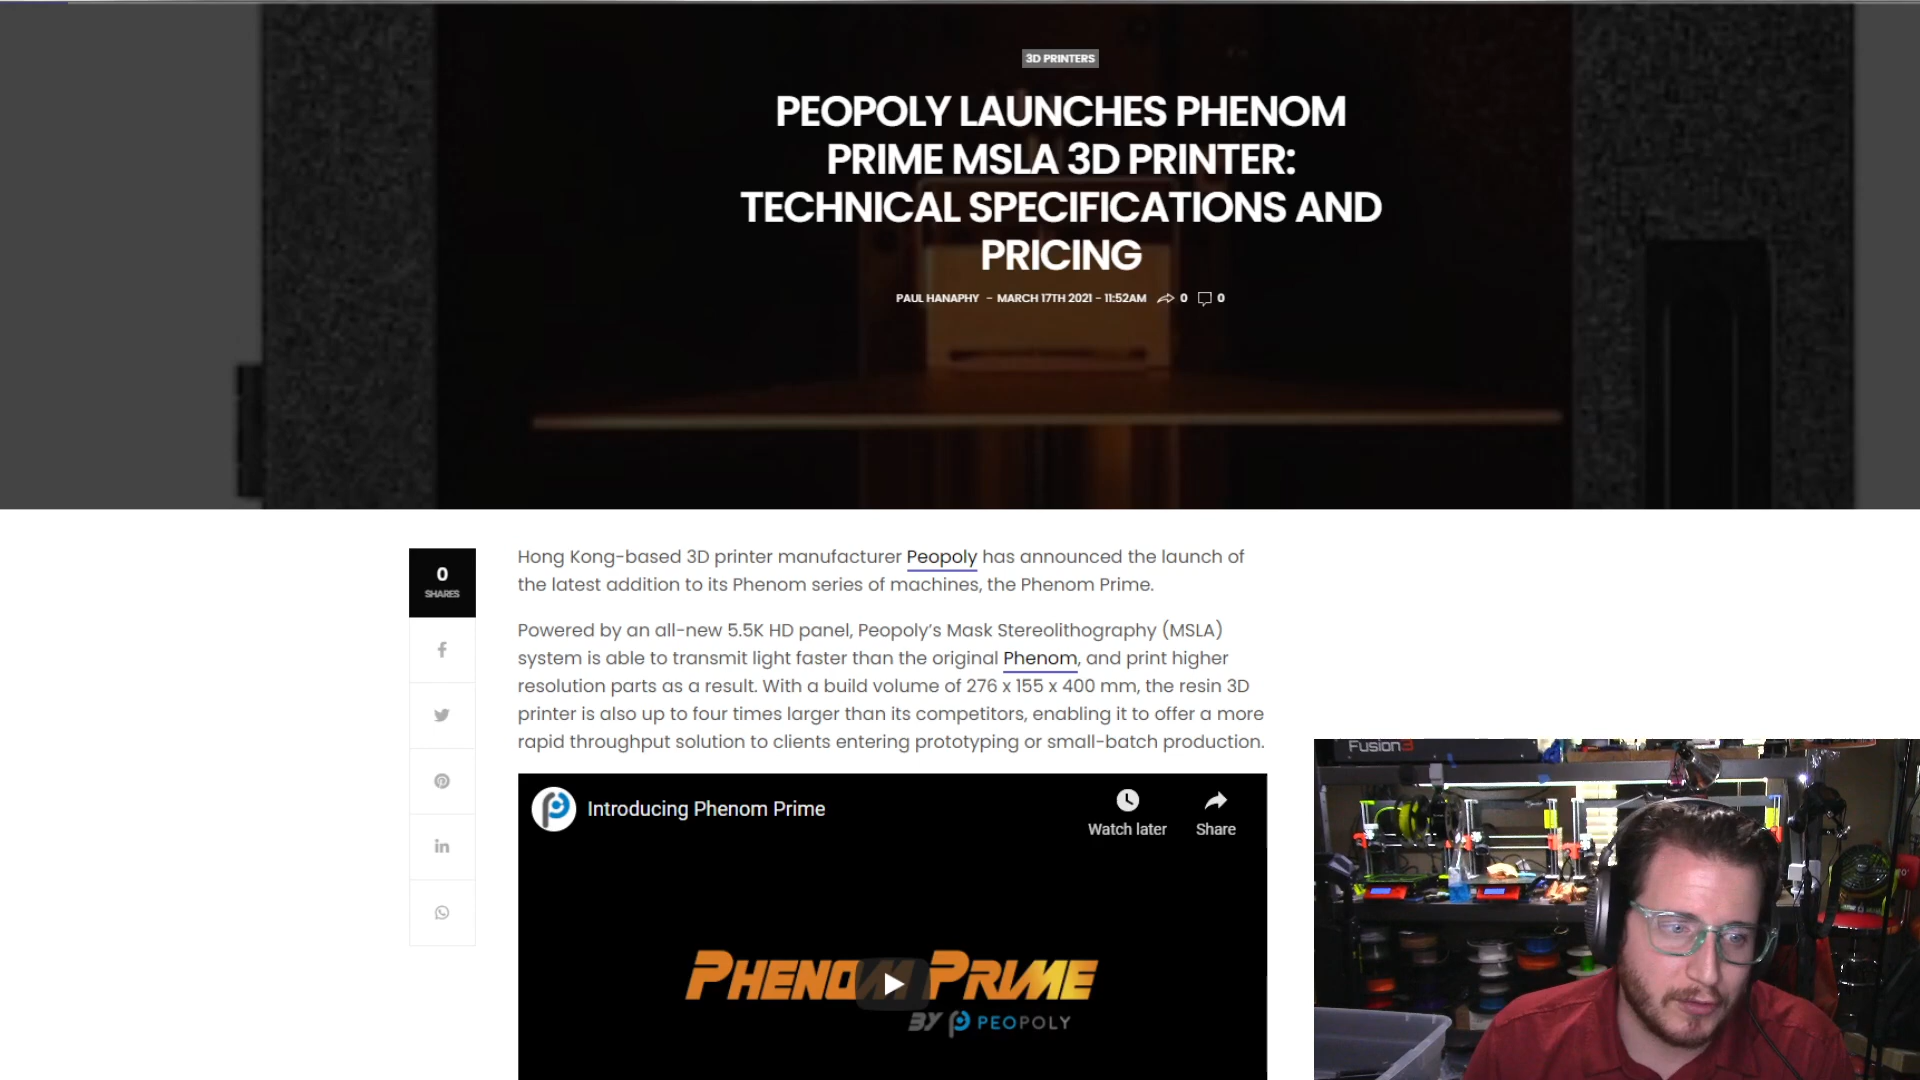 3D PRINTERS
PEOPOLY LAUNCHES PHENOM
PRIME MSLA 3D PRINTER:
TECHNICAL SPECIFICATIONS AND
PRICING
PAUL HANAPHY - MARCH 17TH 2021 - 11:52AM 0 0
0
SHARES
Hong Kong-based 3D printer manufacturer Peopoly has announced the launch of
the latest addition to its Phenom series of machines, the Phenom Prime.
Powered by an all-new 5.5K HD panel, Peopoly’s Mask Stereolithography (MSLA)
system is able to transmit light faster than the original Phenom, and print higher
resolution parts as a result. With a build volume of 276 x 155 x 400 mm, the resin 3D
printer is also up to four times larger than its competitors, enabling it to offer a more
rapid throughput solution to clients entering prototyping or small-batch production.
Introducing Phenom Prime
Watch later
Share
PHENOM PRIME
BY PEOPOLY
Fusion3